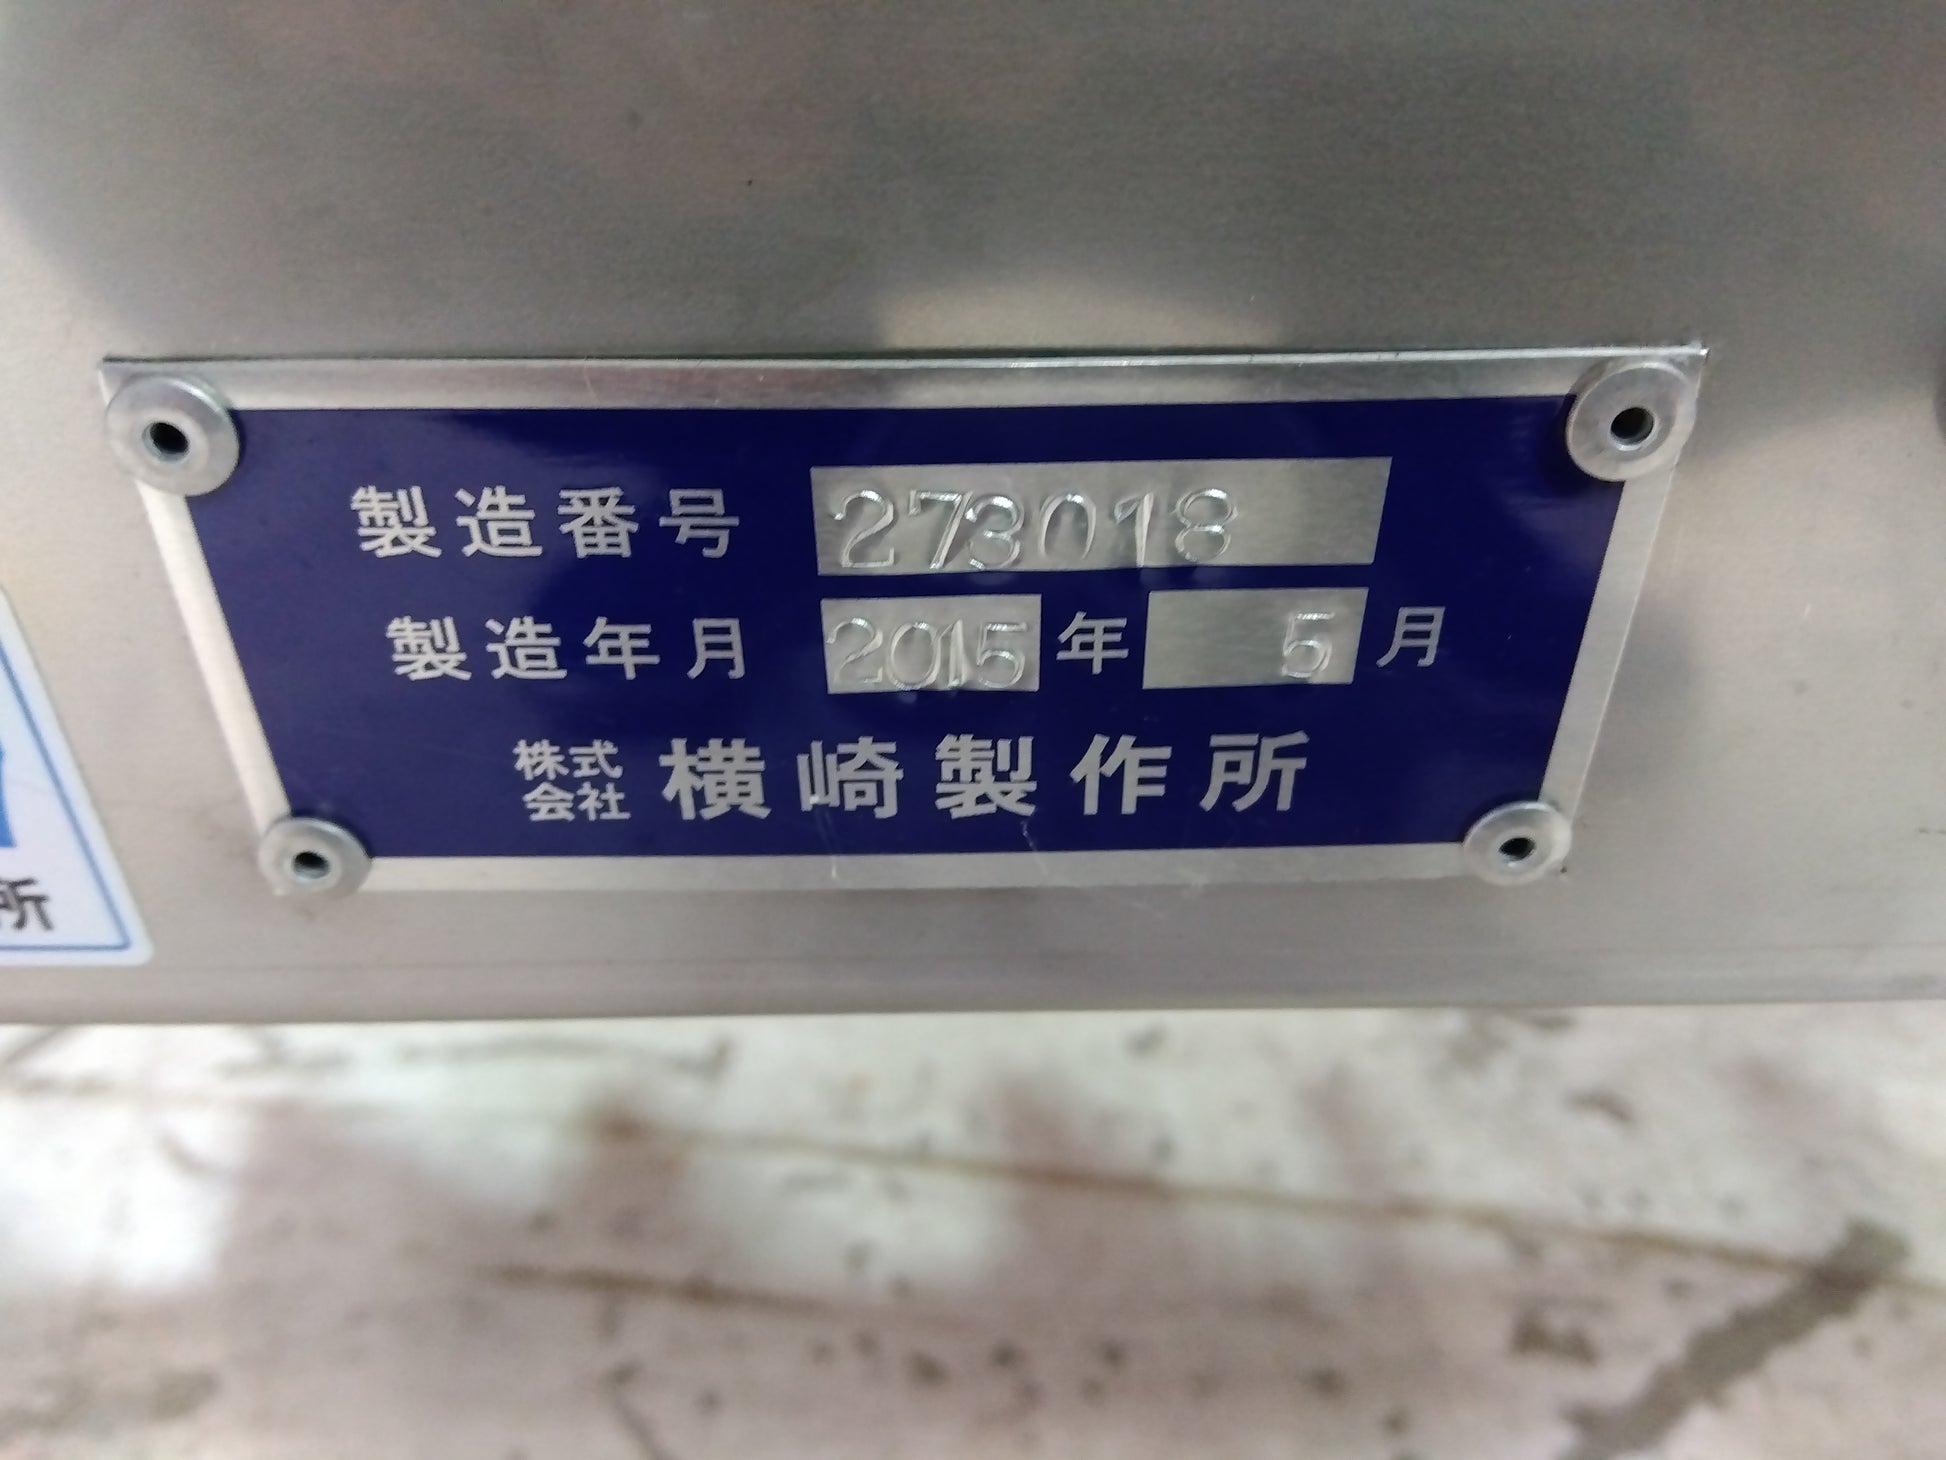 製造番号 273018
製造年月 2015年 5月
株式会社 横崎製作所
所